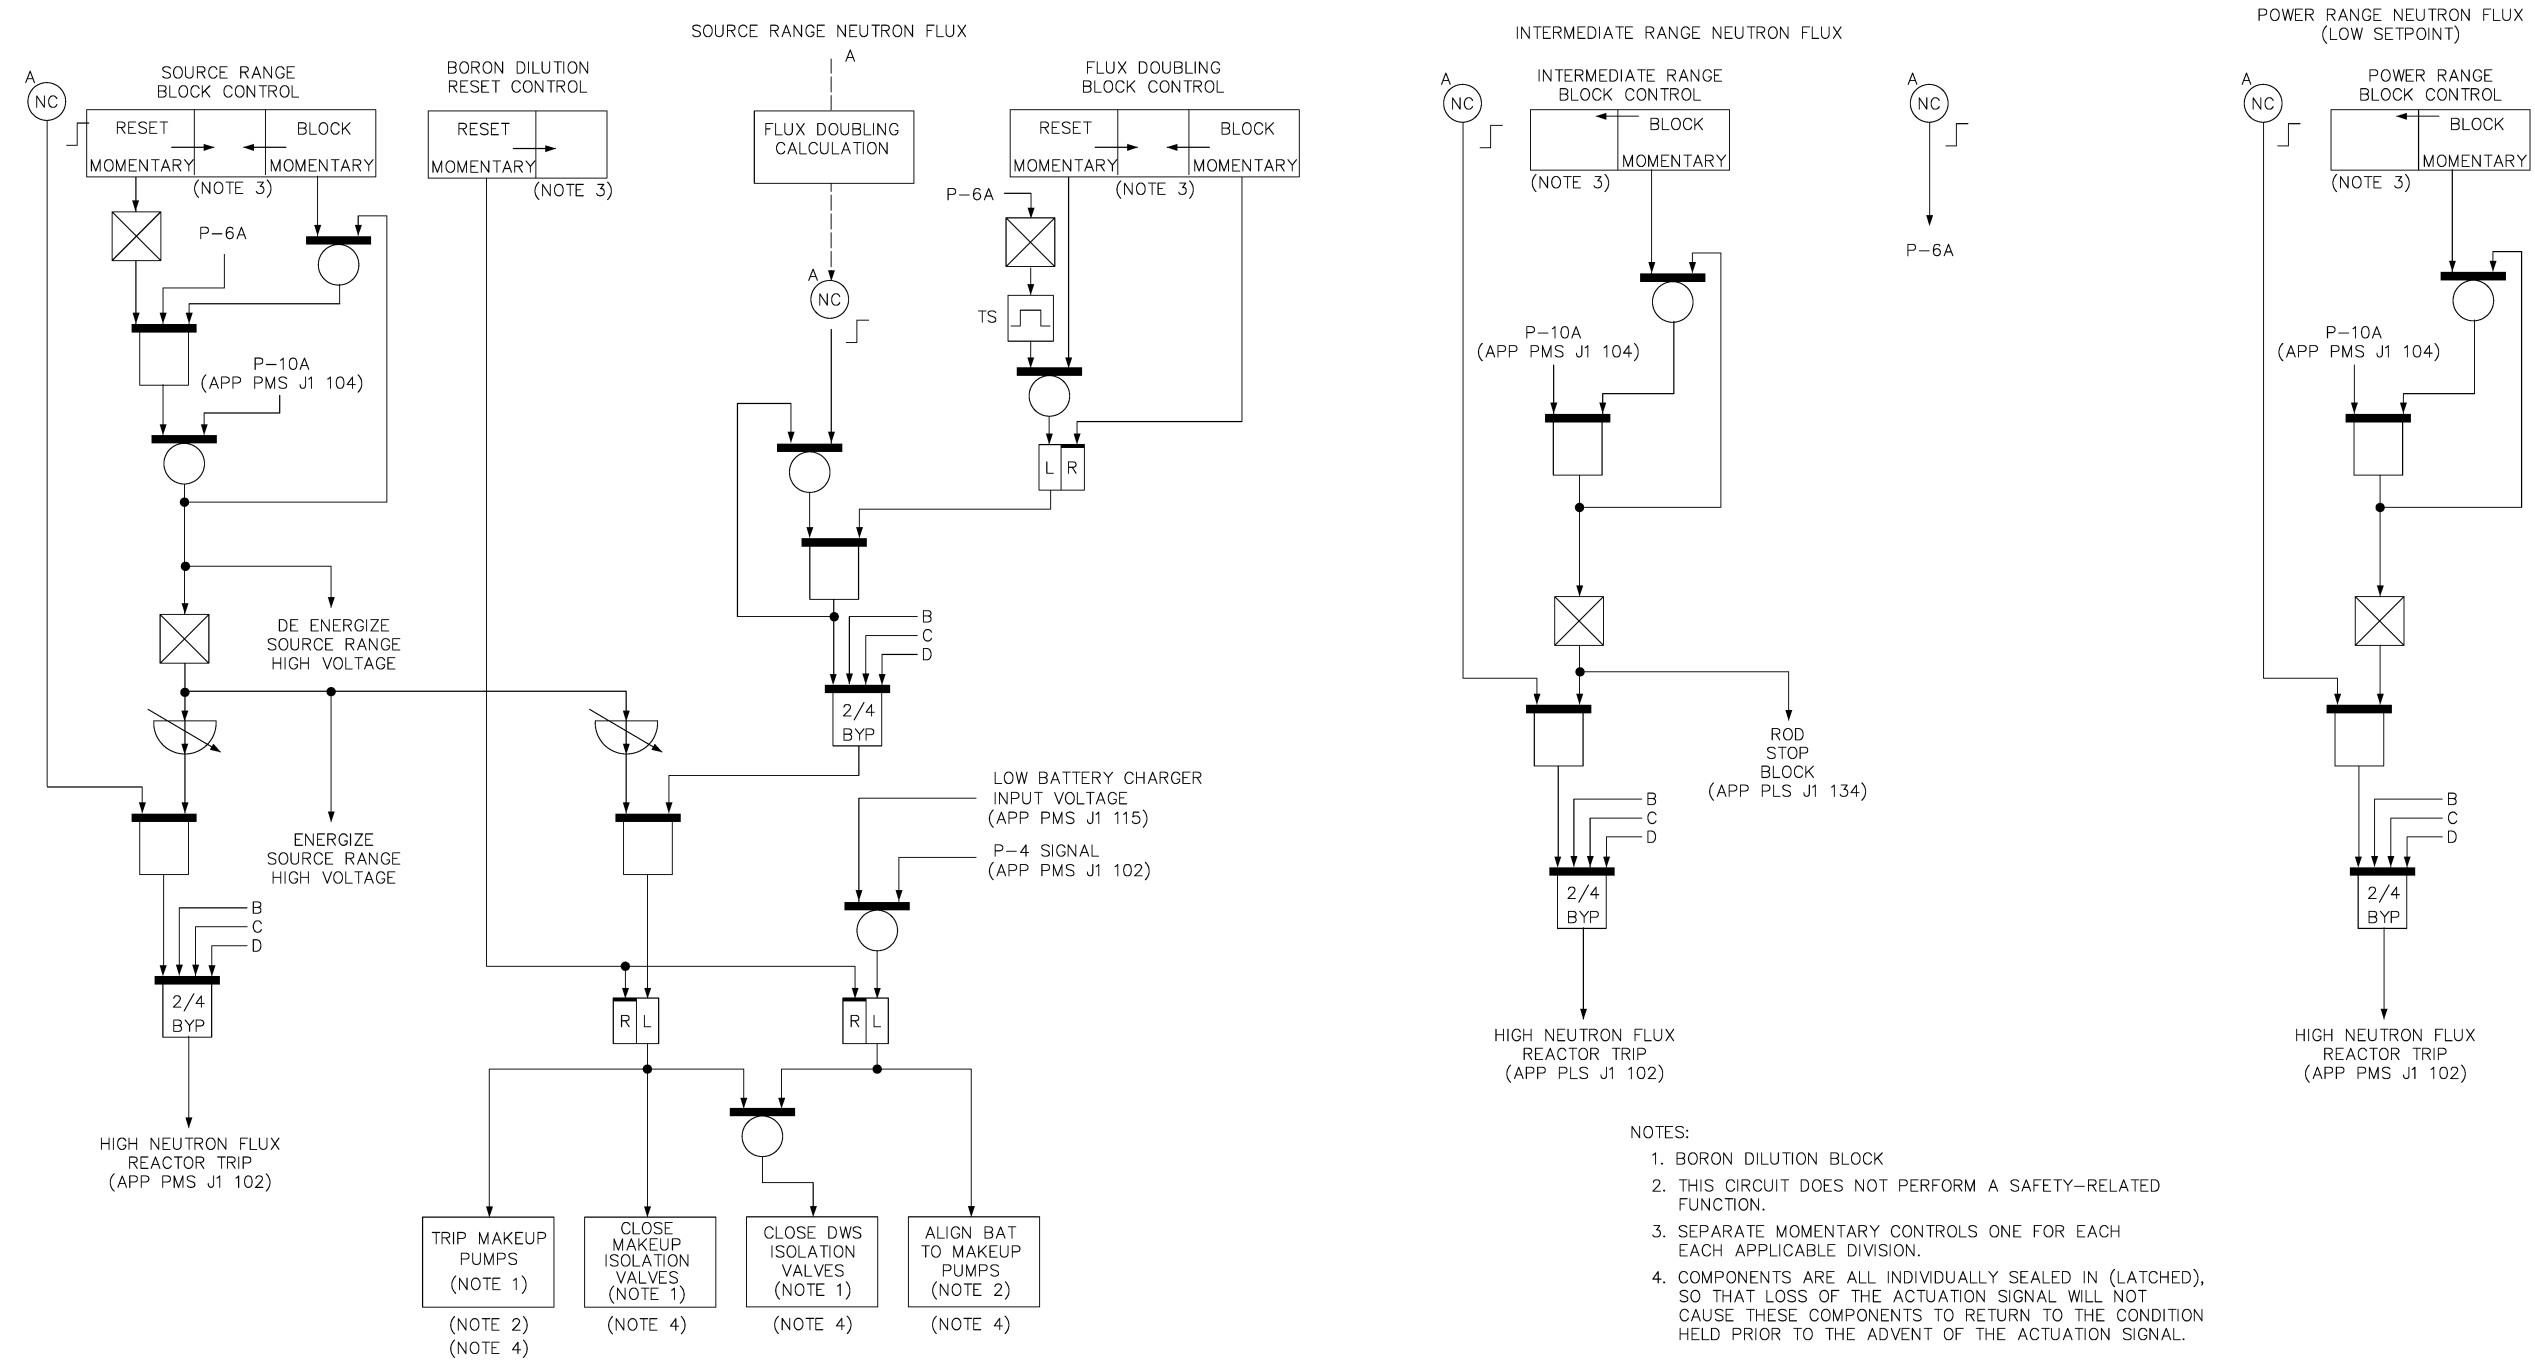 SOURCE RANGE NEUTRON FLUX
INTERMEDIATE RANGE NEUTRON FLUX
POWER RANGE NEUTRON FLUX
(LOW SETPOINT)
A
NC
SOURCE RANGE
BLOCK CONTROL
RESET
MOMENTARY
BLOCK
MOMENTARY
(NOTE 3)
P-6A
P-10A
(APP PMS J1 104)
DE ENERGIZE
SOURCE RANGE
HIGH VOLTAGE
ENERGIZE
SOURCE RANGE
HIGH VOLTAGE
B
C
D
2/4
BYP
HIGH NEUTRON FLUX
REACTOR TRIP
(APP PMS J1 102)
BORON DILUTION
RESET CONTROL
RESET
MOMENTARY
(NOTE 3)
A
FLUX DOUBLING
CALCULATION
A
NC
FLUX DOUBLING
BLOCK CONTROL
RESET
MOMENTARY
BLOCK
MOMENTARY
(NOTE 3)
P-6A
TS
L R
B
C
D
2/4
BYP
LOW BATTERY CHARGER
INPUT VOLTAGE
(APP PMS J1 115)
P-4 SIGNAL
(APP PMS J1 102)
R L
R L
TRIP MAKEUP
PUMPS
(NOTE 1)
(NOTE 2)
(NOTE 4)
CLOSE
MAKEUP
ISOLATION
VALVES
(NOTE 1)
(NOTE 4)
CLOSE DWS
ISOLATION
VALVES
(NOTE 1)
(NOTE 4)
ALIGN BAT
TO MAKEUP
PUMPS
(NOTE 2)
(NOTE 4)
A
NC
INTERMEDIATE RANGE
BLOCK CONTROL
BLOCK
MOMENTARY
(NOTE 3)
P-10A
(APP PMS J1 104)
ROD
STOP
BLOCK
(APP PLS J1 134)
B
C
D
2/4
BYP
HIGH NEUTRON FLUX
REACTOR TRIP
(APP PLS J1 102)
A
NC
P-6A
A
NC
POWER RANGE
BLOCK CONTROL
BLOCK
MOMENTARY
(NOTE 3)
P-10A
(APP PMS J1 104)
B
C
D
2/4
BYP
HIGH NEUTRON FLUX
REACTOR TRIP
(APP PMS J1 102)
NOTES:
1. BORON DILUTION BLOCK
2. THIS CIRCUIT DOES NOT PERFORM A SAFETY-RELATED
FUNCTION.
3. SEPARATE MOMENTARY CONTROLS ONE FOR EACH
EACH APPLICABLE DIVISION.
4. COMPONENTS ARE ALL INDIVIDUALLY SEALED IN (LATCHED),
SO THAT LOSS OF THE ACTUATION SIGNAL WILL NOT
CAUSE THESE COMPONENTS TO RETURN TO THE CONDITION
HELD PRIOR TO THE ADVENT OF THE ACTUATION SIGNAL.